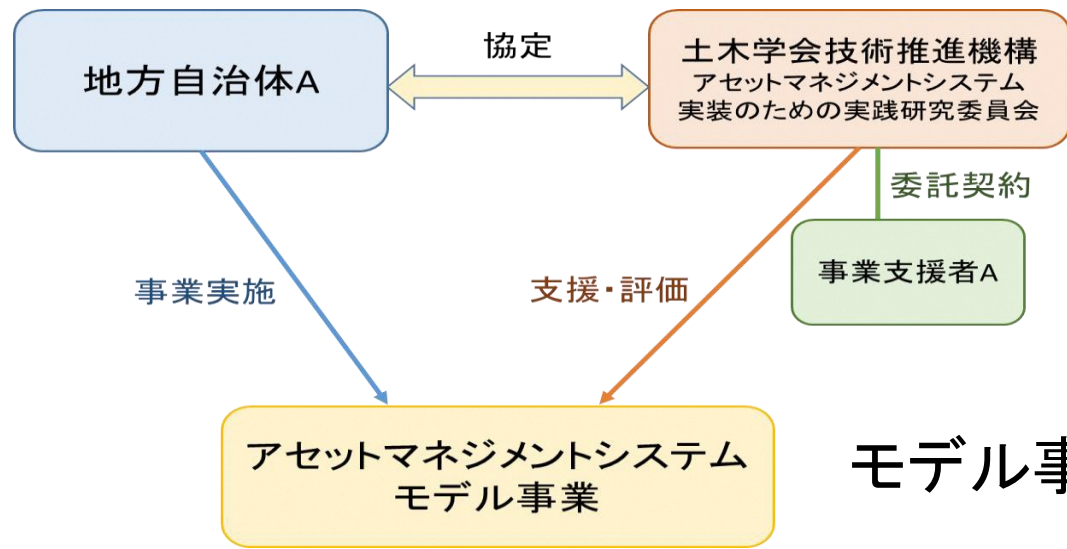 地方自治体A
協定
土木学会技術推進機構
アセットマネジメントシステム
実装のための実践研究委員会
委託契約
事業支援者A
事業実施
支援・評価
アセットマネジメントシステム
モデル事業
モデル事